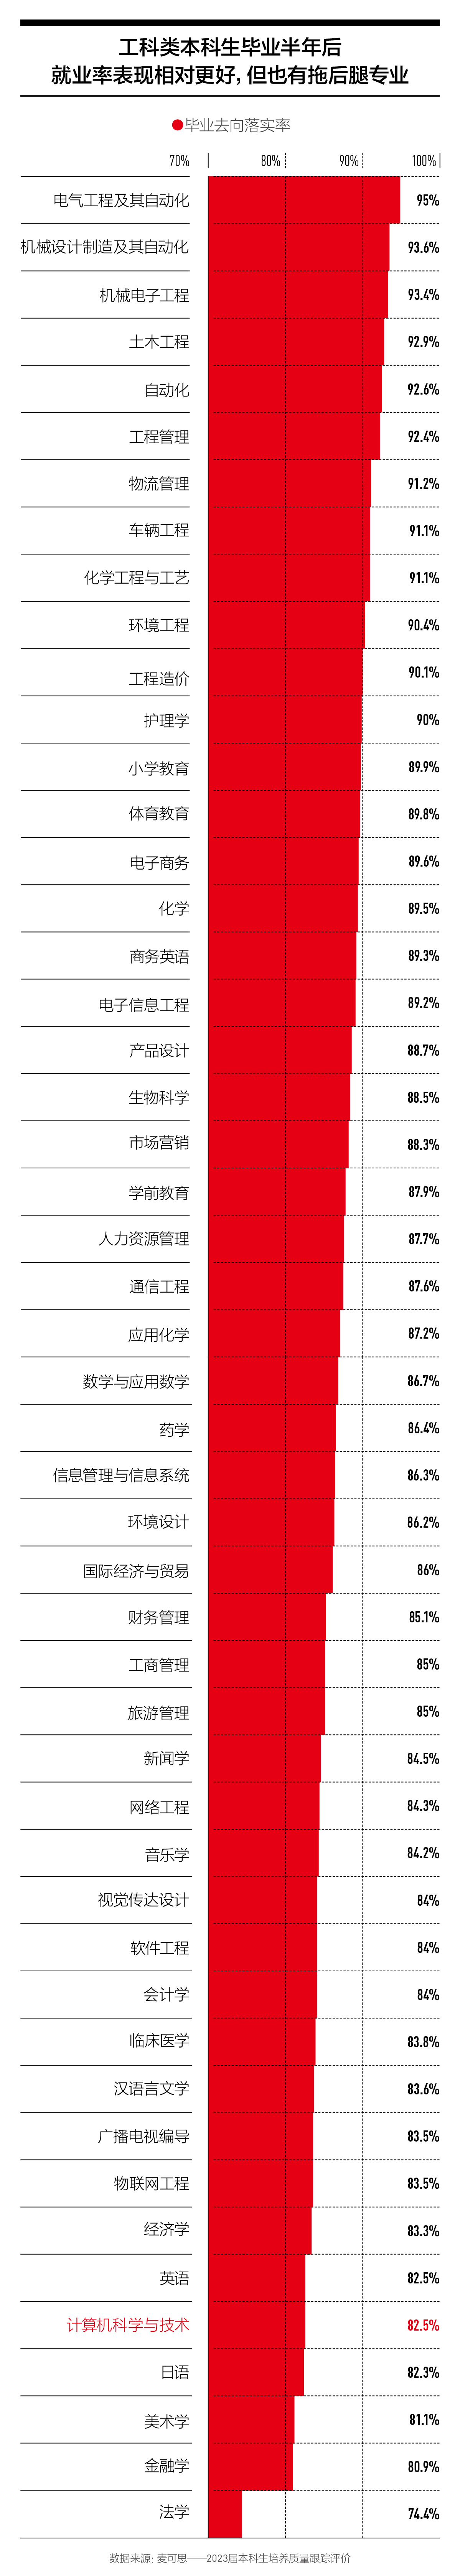 工科类本科生毕业半年后
就业率表现相对更好，但也有拖后腿专业
毕业去向落实率
70% 80% 90% 100%
电气工程及其自动化 95%
机械设计制造及其自动化 93.6%
机械电子工程 93.4%
土木工程 92.9%
自动化 92.6%
工程管理 92.4%
物流管理 91.2%
车辆工程 91.1%
化学工程与工艺 91.1%
环境工程 90.4%
工程造价 90.1%
护理学 90%
小学教育 89.9%
体育教育 89.8%
电子商务 89.6%
化学 89.5%
商务英语 89.3%
电子信息工程 89.2%
产品设计 88.7%
生物科学 88.5%
市场营销 88.3%
学前教育 87.9%
人力资源管理 87.7%
通信工程 87.6%
应用化学 87.2%
数学与应用数学 86.7%
药学 86.4%
信息管理与信息系统 86.3%
环境设计 86.2%
国际经济与贸易 86%
财务管理 85.1%
工商管理 85%
旅游管理 85%
新闻学 84.5%
网络工程 84.3%
音乐学 84.2%
视觉传达设计 84%
软件工程 84%
会计学 84%
临床医学 83.8%
汉语言文学 83.6%
广播电视编导 83.5%
物联网工程 83.5%
经济学 83.3%
英语 82.5%
计算机科学与技术 82.5%
日语 82.3%
美术学 81.1%
金融学 80.9%
法学 74.4%
数据来源：麦可思——2023届本科生培养质量跟踪评价